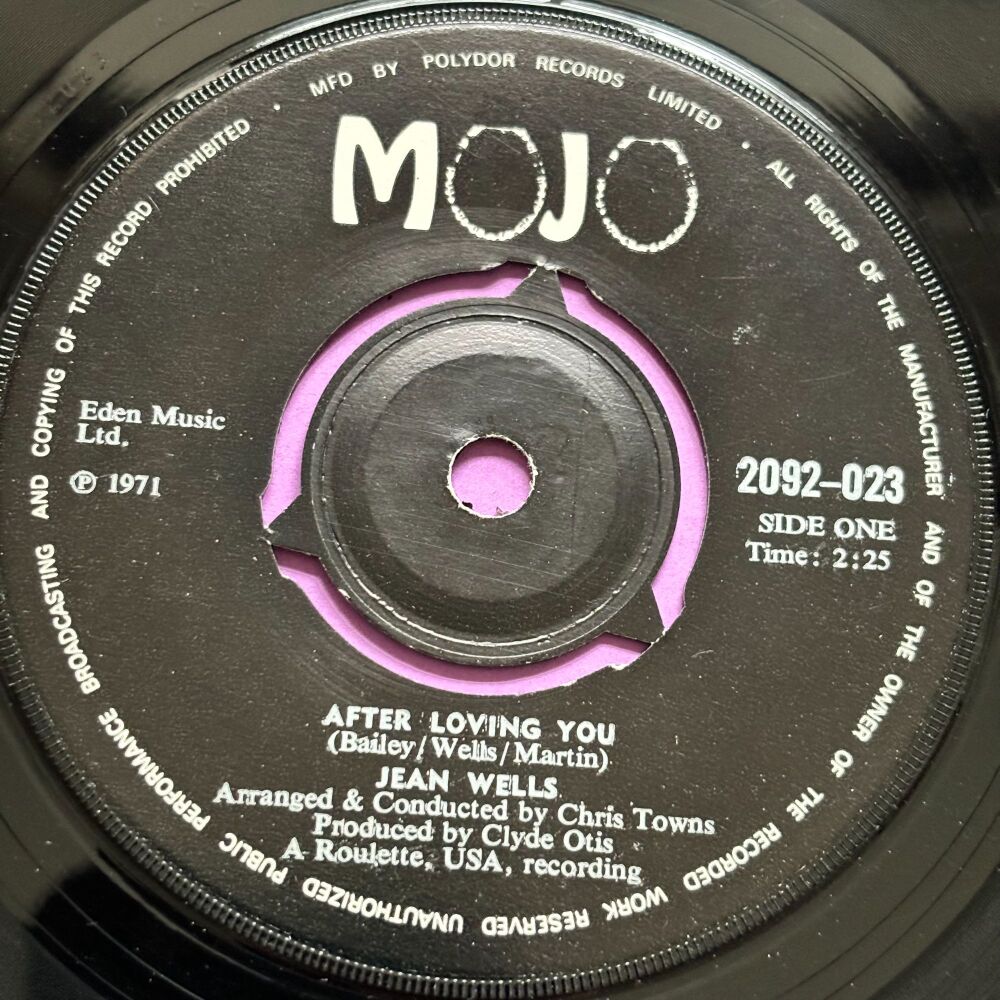 MFD BY POLYDOR RECORDS LIMITED • ALL RIGHTS OF THE MANUFACTURER AND OF THE OWNER OF THE RECORDED WORK RESERVED UNAUTHORIZED PUBLIC PERFORMANCE BROADCASTING AND COPYING OF THIS RECORD PROHIBITED •
MOJO
Eden Music
Ltd.
℗ 1971
2092-023
SIDE ONE
Time: 2:25
AFTER LOVING YOU
(Bailey/Wells/Martin)
JEAN WELLS
Arranged & Conducted by Chris Towns
Produced by Clyde Otis
A Roulette, USA, recording